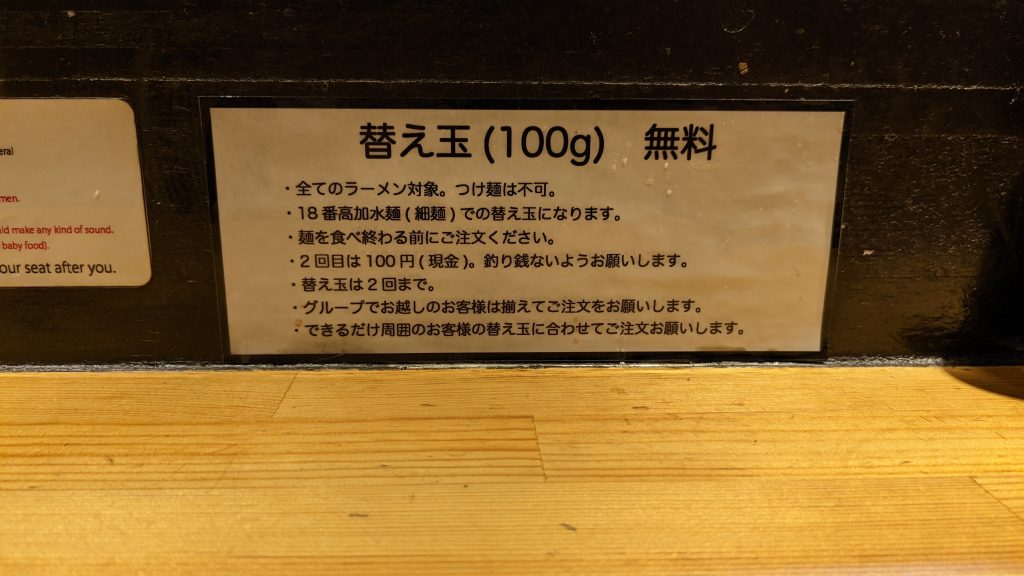 替え玉 (100g)　無料
・全てのラーメン対象。つけ麺は不可。
・18 番高加水麺 ( 細麺 ) での替え玉になります。
・麺を食べ終わる前にご注文ください。
・2 回目は 100 円 ( 現金 )。釣り銭ないようお願いします。
・替え玉は 2 回まで。
・グループでお越しのお客様は揃えてご注文をお願いします。
・できるだけ周囲のお客様の替え玉に合わせてご注文お願いします。
make any kind of sound.
baby food).
our seat after you.